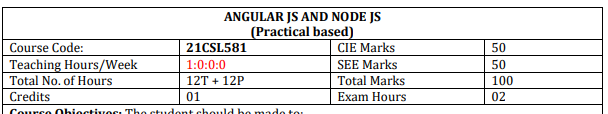 ANGULAR JS AND NODE JS
(Practical based)
Course Code: 21CSL581 CIE Marks 50
Teaching Hours/Week 1:0:0:0 SEE Marks 50
Total No. of Hours 12T + 12P Total Marks 100
Credits 01 Exam Hours 02
Course Objectives: The student should be made to: